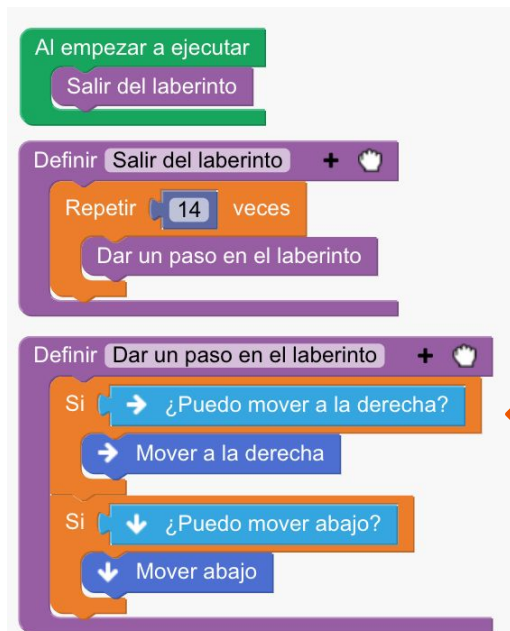 Al empezar a ejecutar
Salir del laberinto
Definir Salir del laberinto +
Repetir 14 veces
Dar un paso en el laberinto
Definir Dar un paso en el laberinto +
Si ➔ ¿Puedo mover a la derecha?
➔ Mover a la derecha
Si ↓ ¿Puedo mover abajo?
↓ Mover abajo